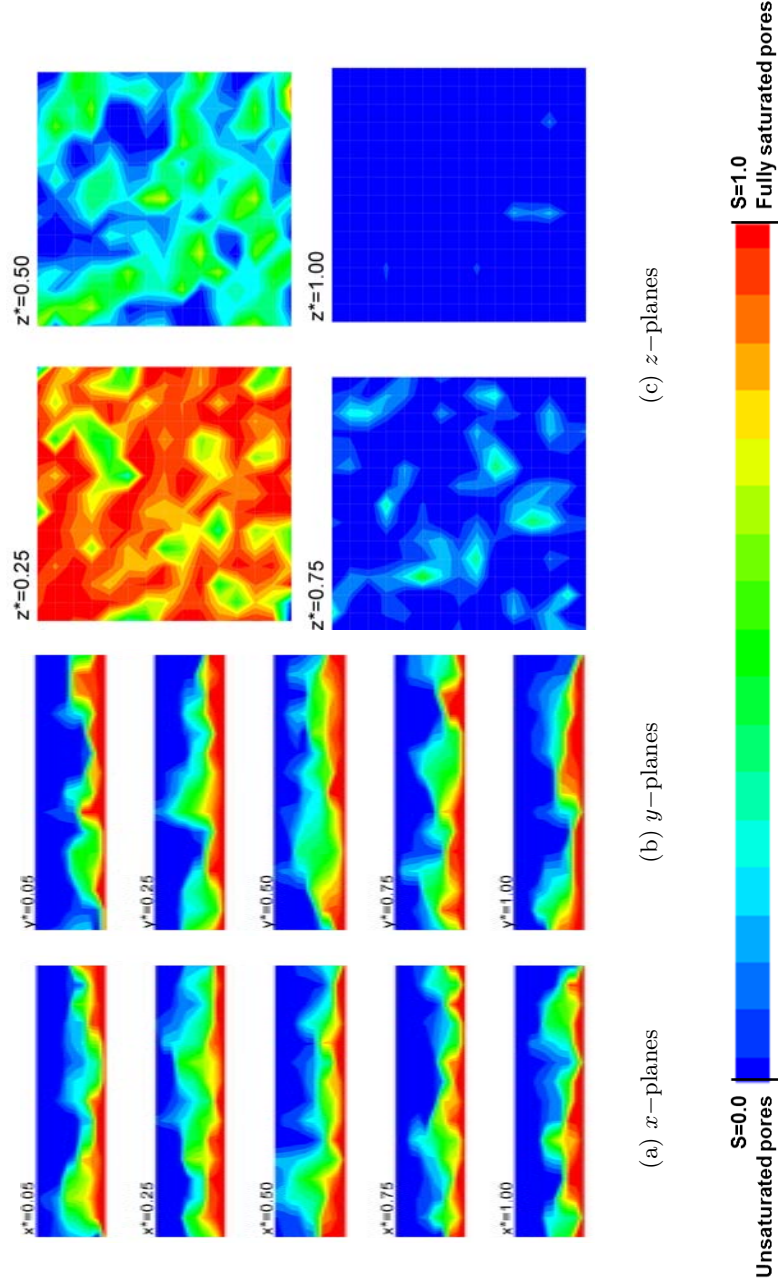 x*=0.05
x*=0.25
x*=0.50
x*=0.75
x*=1.00
(a) x−planes
y*=0.05
y*=0.25
y*=0.50
y*=0.75
y*=1.00
(b) y−planes
z*=0.25
z*=0.50
z*=0.75
z*=1.00
(c) z−planes
S=0.0
Unsaturated pores
S=1.0
Fully saturated pores